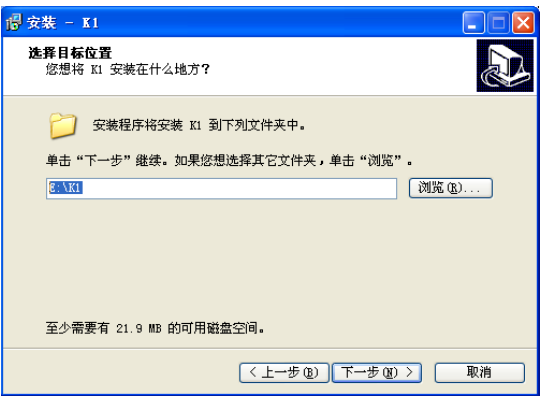 安装 - K1
选择目标位置
您想将 K1 安装在什么地方?
安装程序将安装 K1 到下列文件夹中。
单击“下一步”继续。如果您想选择其它文件夹，单击“浏览”。
E:\K1
浏览(R)...
至少需要有 21.9 MB 的可用磁盘空间。
< 上一步(B) 下一步(N) > 取消